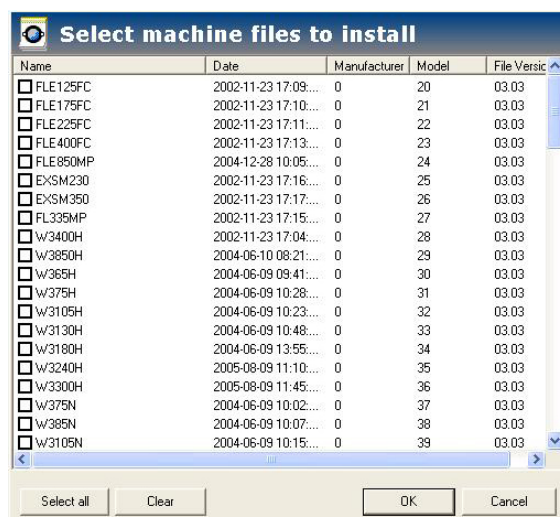 Select machine files to install
Name Date Manufacturer Model File Versic
FLE125FC 2002-11-23 17:09:... 0 20 03.03
FLE175FC 2002-11-23 17:10:... 0 21 03.03
FLE225FC 2002-11-23 17:11:... 0 22 03.03
FLE400FC 2002-11-23 17:13:... 0 23 03.03
FLE850MP 2004-12-28 10:05:... 0 24 03.03
EXSM230 2002-11-23 17:16:... 0 25 03.03
EXSM350 2002-11-23 17:17:... 0 26 03.03
FL335MP 2002-11-23 17:15:... 0 27 03.03
W3400H 2002-11-23 17:04:... 0 28 03.03
W3850H 2004-06-10 08:21:... 0 29 03.03
W365H 2004-06-09 09:41:... 0 30 03.03
W375H 2004-06-09 10:28:... 0 31 03.03
W3105H 2004-06-09 10:23:... 0 32 03.03
W3130H 2004-06-09 10:48:... 0 33 03.03
W3180H 2004-06-09 13:55:... 0 34 03.03
W3240H 2005-08-09 11:10:... 0 35 03.03
W3300H 2005-08-09 11:45:... 0 36 03.03
W375N 2004-06-09 10:02:... 0 37 03.03
W385N 2004-06-09 10:07:... 0 38 03.03
W3105N 2004-06-09 10:15:... 0 39 03.03
Select all Clear OK Cancel